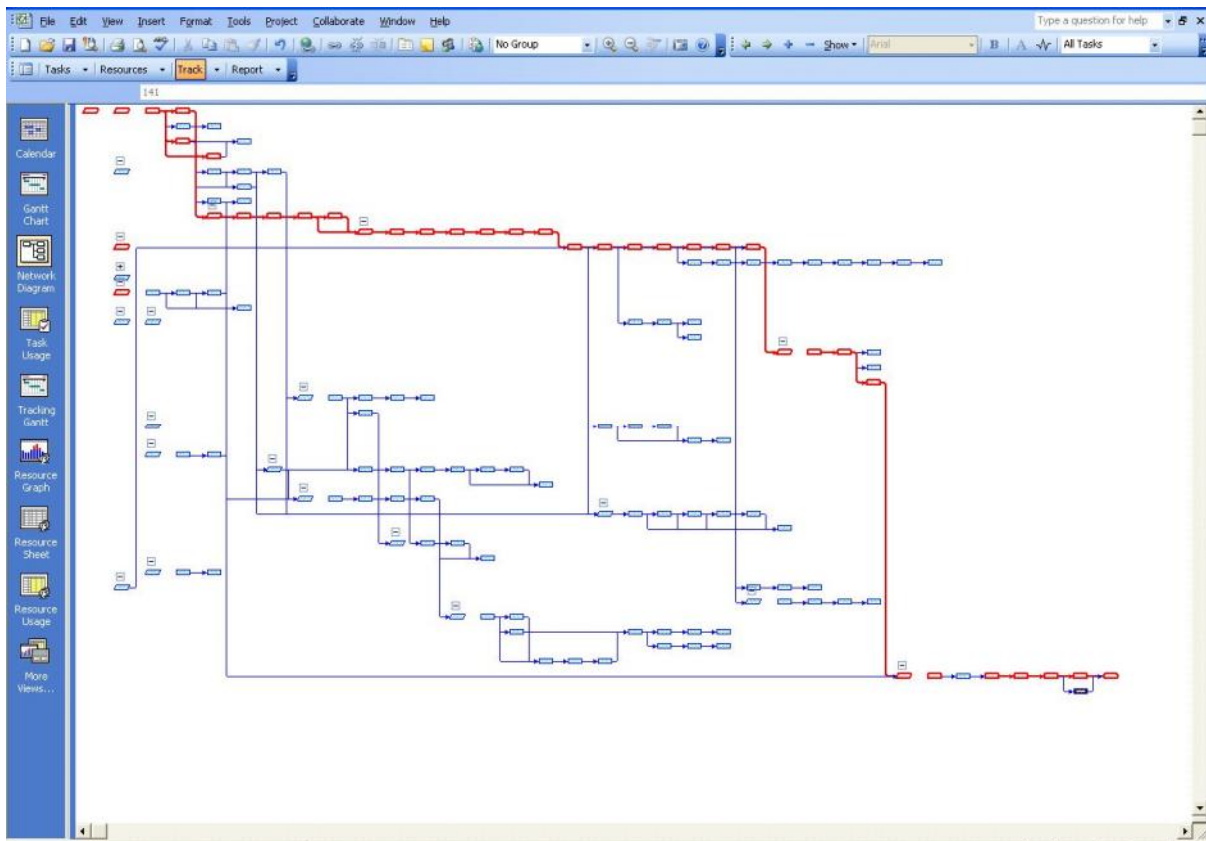 File Edit View Insert Format Tools Project Collaborate Window Help Type a question for help
No Group Show Arial B A All Tasks
Tasks Resources Track Report
141
Calendar
Gantt
Chart
Network
Diagram
Task
Usage
Tracking
Gantt
Resource
Graph
Resource
Sheet
Resource
Usage
More
Views...